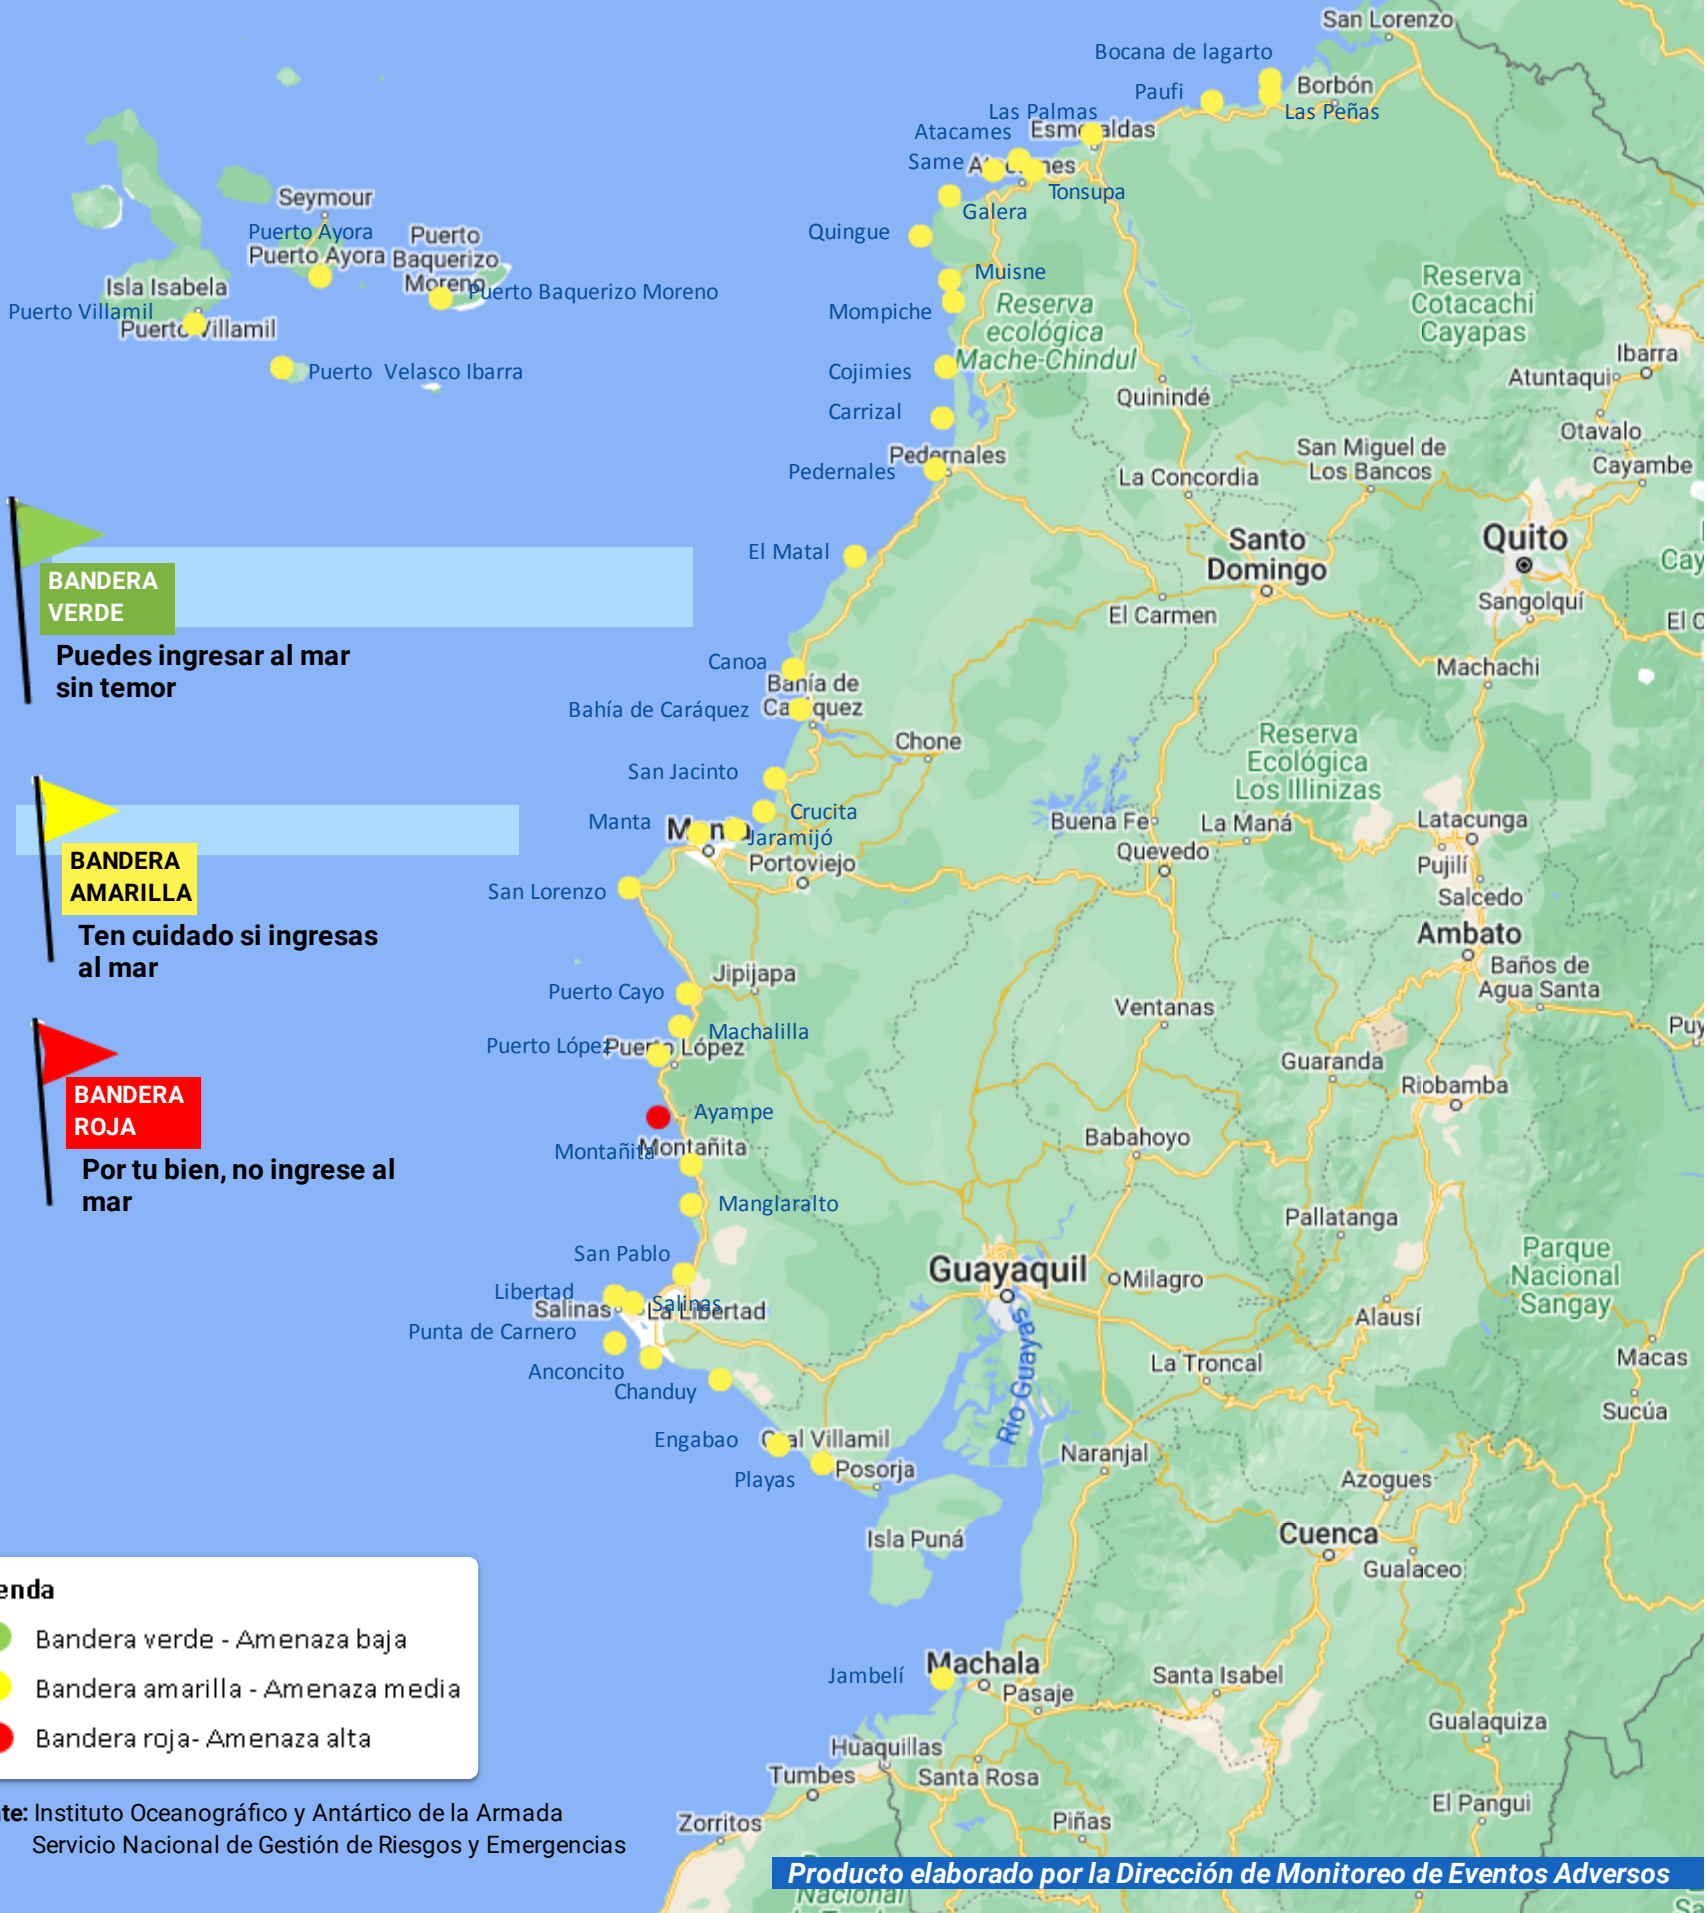 San Lorenzo
Bocana de lagarto
Paufi
Borbón
Las Peñas
Las Palmas
Atacames
Same
Tonsupa
Galera
Quingue
Muisne
Mompiche
Reserva
ecológica
Mache-Chindul
Cojimies
Carrizal
Pedernales
Pedernales
Quinindé
La Concordia
San Miguel de
Los Bancos
Reserva
Cotacachi
Cayapas
Ibarra
Atuntaqui
Otavalo
Cayambe
Seymour
Puerto Ayora
Puerto Ayora
Puerto
Baquerizo
Moreno
Puerto Baquerizo Moreno
Isla Isabela
Puerto Villamil
Puerto Villamil
Puerto Velasco Ibarra
BANDERA
VERDE
Puedes ingresar al mar
sin temor
BANDERA
AMARILLA
Ten cuidado si ingresas
al mar
BANDERA
ROJA
Por tu bien, no ingrese al
mar
El Matal
Santo
Domingo
Quito
Sangolquí
El Carmen
Machachi
Canoa
Bahía de
Bahía de Caráquez
Chone
San Jacinto
Crucita
Manta
Manta
Jaramijó
Portoviejo
San Lorenzo
Reserva
Ecológica
Los Illinizas
Buena Fe
La Maná
Latacunga
Quevedo
Pujilí
Salcedo
Ambato
Baños de
Agua Santa
Jipijapa
Puerto Cayo
Machalilla
Puerto López
Puerto López
Ventanas
Guaranda
Riobamba
Ayampe
Montañita
Montañita
Manglaralto
Babahoyo
Pallatanga
San Pablo
Libertad
Salinas
Salinas
La Libertad
Punta de Carnero
Anconcito
Chanduy
Guayaquil
Milagro
Parque
Nacional
Sangay
Alausí
Río Guayas
La Troncal
Macas
Sucúa
Engabao
Playas
Villamil
Posorja
Naranjal
Azogues
Isla Puná
Cuenca
Gualaceo
Bandera verde - Amenaza baja
Bandera amarilla - Amenaza media
Bandera roja- Amenaza alta
Jambelí
Machala
Pasaje
Santa Isabel
Gualaquiza
Huaquillas
Tumbes
Santa Rosa
El Pangui
Zorritos
Piñas
Instituto Oceanográfico y Antártico de la Armada
Servicio Nacional de Gestión de Riesgos y Emergencias
Producto elaborado por la Dirección de Monitoreo de Eventos Adversos
Nacional